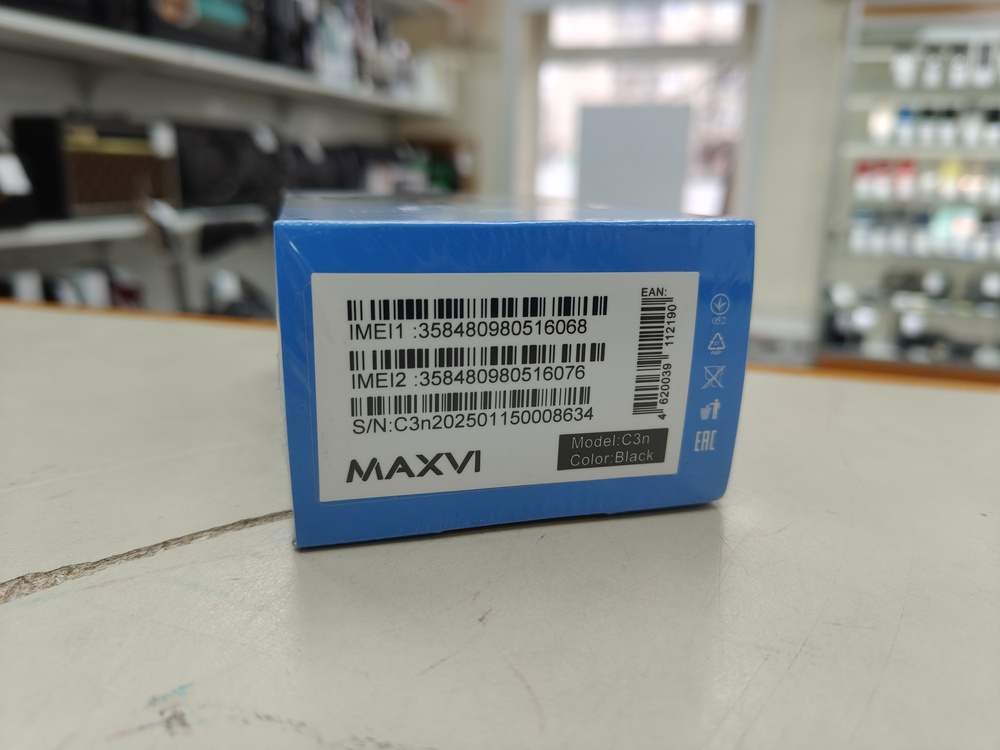 IMEI1 :358480980516068
IMEI2 :358480980516076
S/N:C3n202501150008634
MAXVI
Model:C3n
Color:Black
EAN:
4 620039 112190
EAC